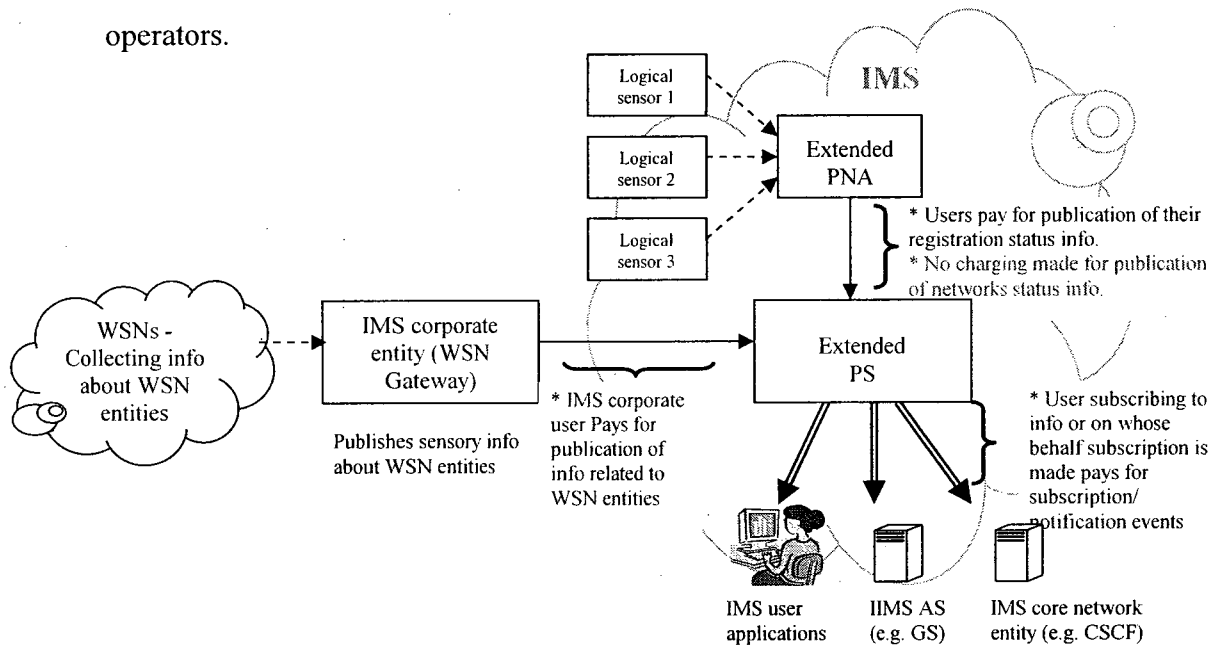 operators.
IMS
Logical
sensor 1
Logical
sensor 2
Logical
sensor 3
Extended
PNA
* Users pay for publication of their
registration status info.
* No charging made for publication
of networks status info.
WSNs -
Collecting info
about WSN
entities
IMS corporate
entity (WSN
Gateway)
Publishes sensory info
about WSN entities
* IMS corporate
user Pays for
publication of
info related to
WSN entities
Extended
PS
* User subscribing to
info or on whose
behalf subscription is
made pays for
subscription/
notification events
IMS user
applications
IIMS AS
(e.g. GS)
IMS core network
entity (e.g. CSCF)